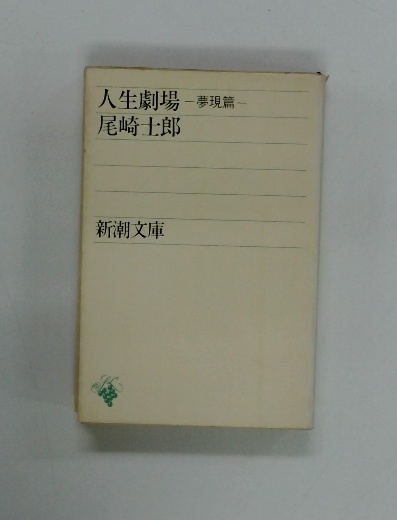 人生劇場 —夢現篇—
尾崎士郎
新潮文庫